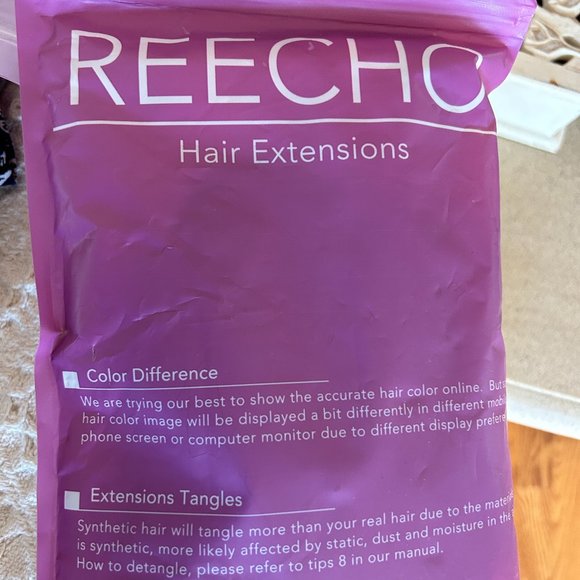 REECHO
Hair Extensions
Color Difference
We are trying our best to show the accurate hair color online. But
hair color image will be displayed a bit differently in different
phone screen or computer monitor due to different display
Extensions Tangles
Synthetic hair will tangle more than your real hair due to the
is synthetic, more likely affected by static, dust and moisture in the
How to detangle, please refer to tips 8 in our manual.